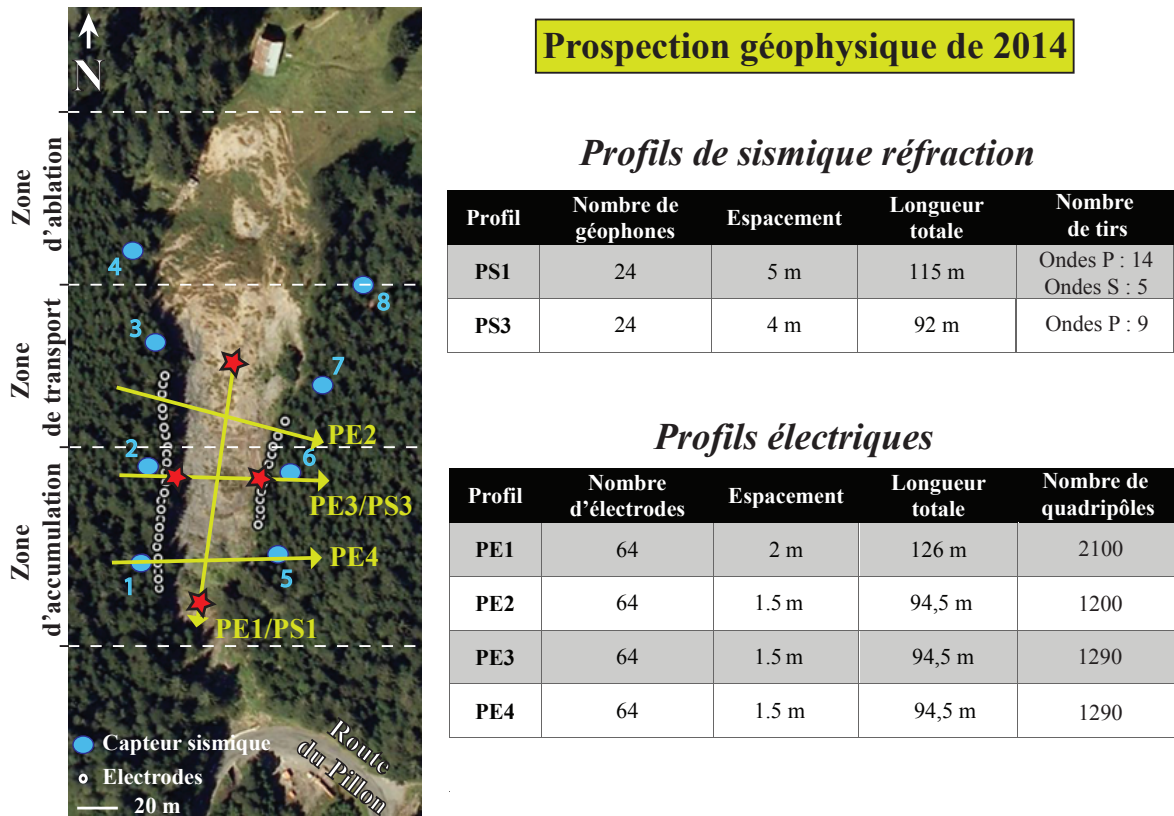 Prospection géophysique de 2014
N
Zone
d'ablation
Zone
de transport
Zone
d'accumulation
4
8
3
7
PE2
2
6
PE3/PS3
PE4
1
5
PE1/PS1
Capteur sismique
Electrodes
20 m
Route
du Pillon
Profils de sismique réfraction
Profil Nombre de géophones Espacement Longueur totale Nombre de tirs
PS1 24 5 m 115 m Ondes P : 14
Ondes S : 5
PS3 24 4 m 92 m Ondes P : 9
Profils électriques
Profil Nombre d'électrodes Espacement Longueur totale Nombre de quadripôles
PE1 64 2 m 126 m 2100
PE2 64 1.5 m 94,5 m 1200
PE3 64 1.5 m 94,5 m 1290
PE4 64 1.5 m 94,5 m 1290